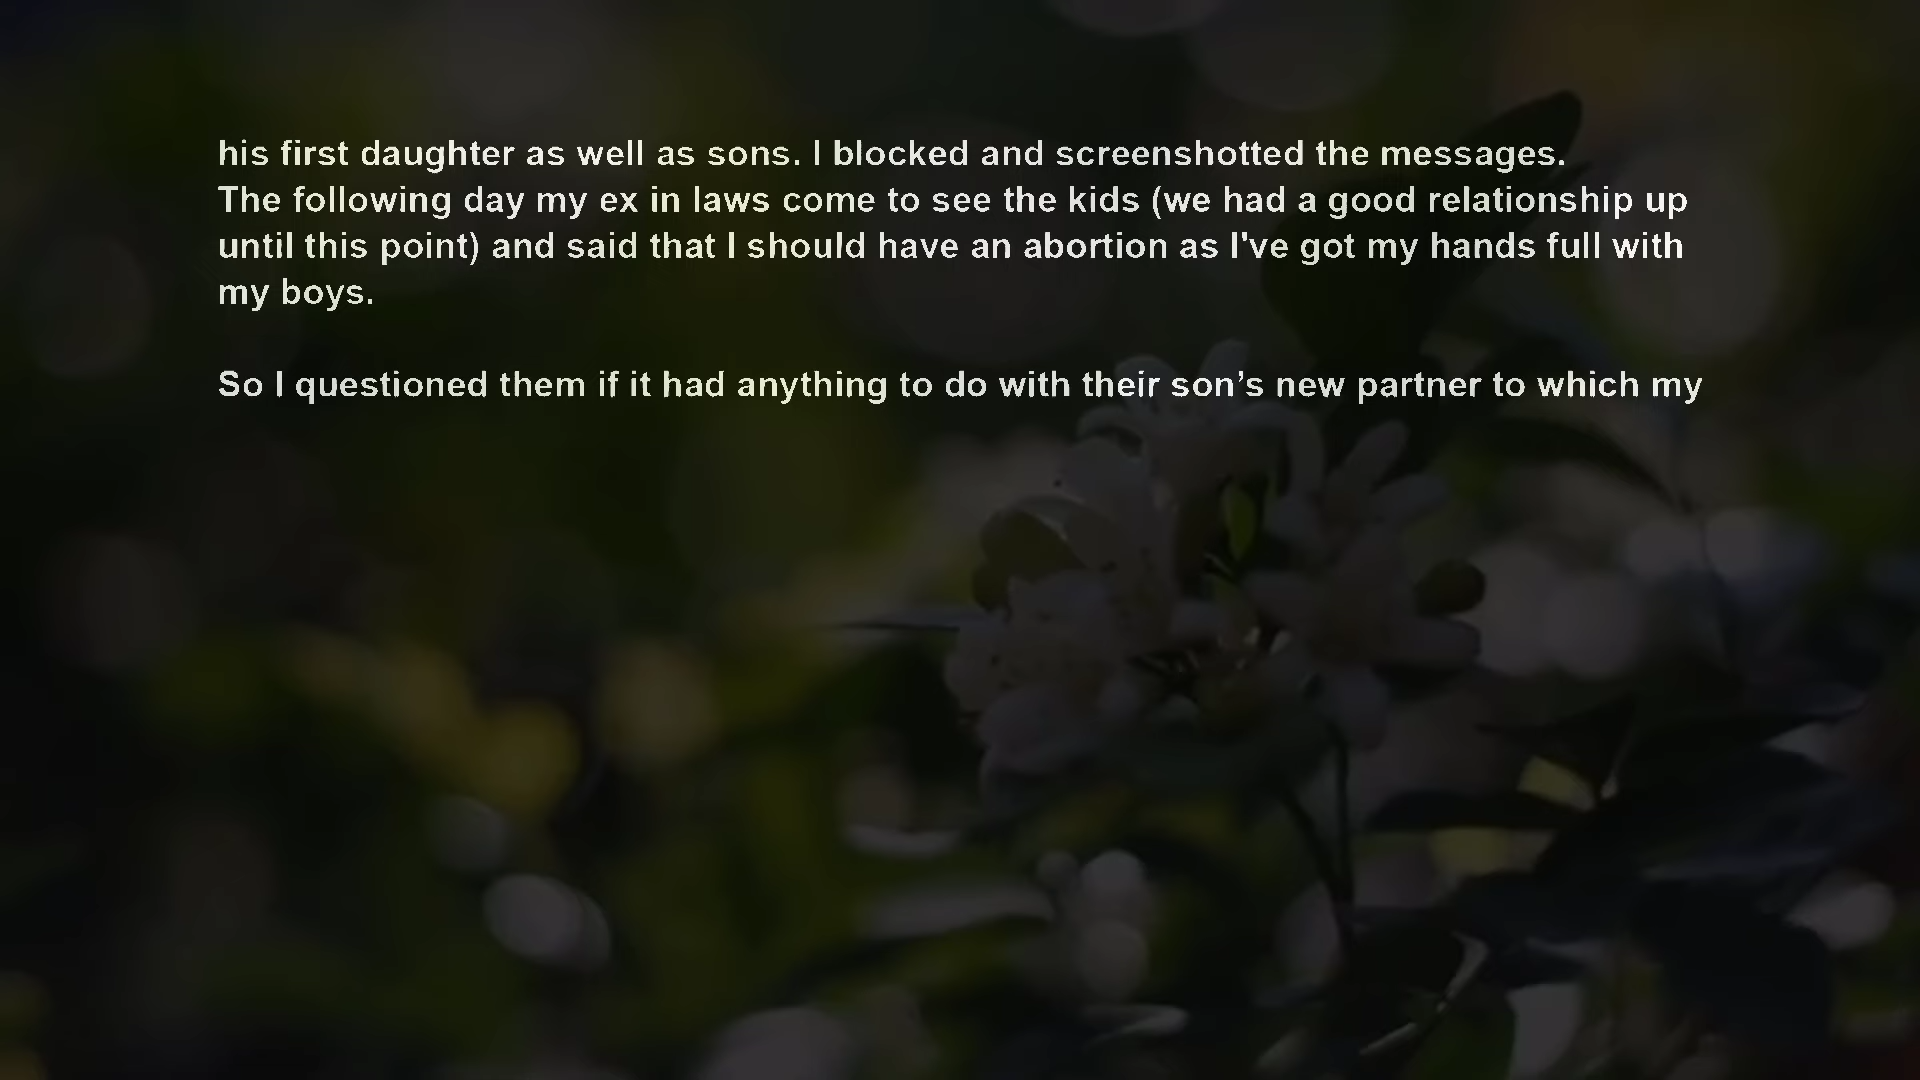 his first daughter as well as sons. I blocked and screenshotted the messages.
The following day my ex in laws come to see the kids (we had a good relationship up
until this point) and said that I should have an abortion as I've got my hands full with
my boys.
So I questioned them if it had anything to do with their son’s new partner to which my